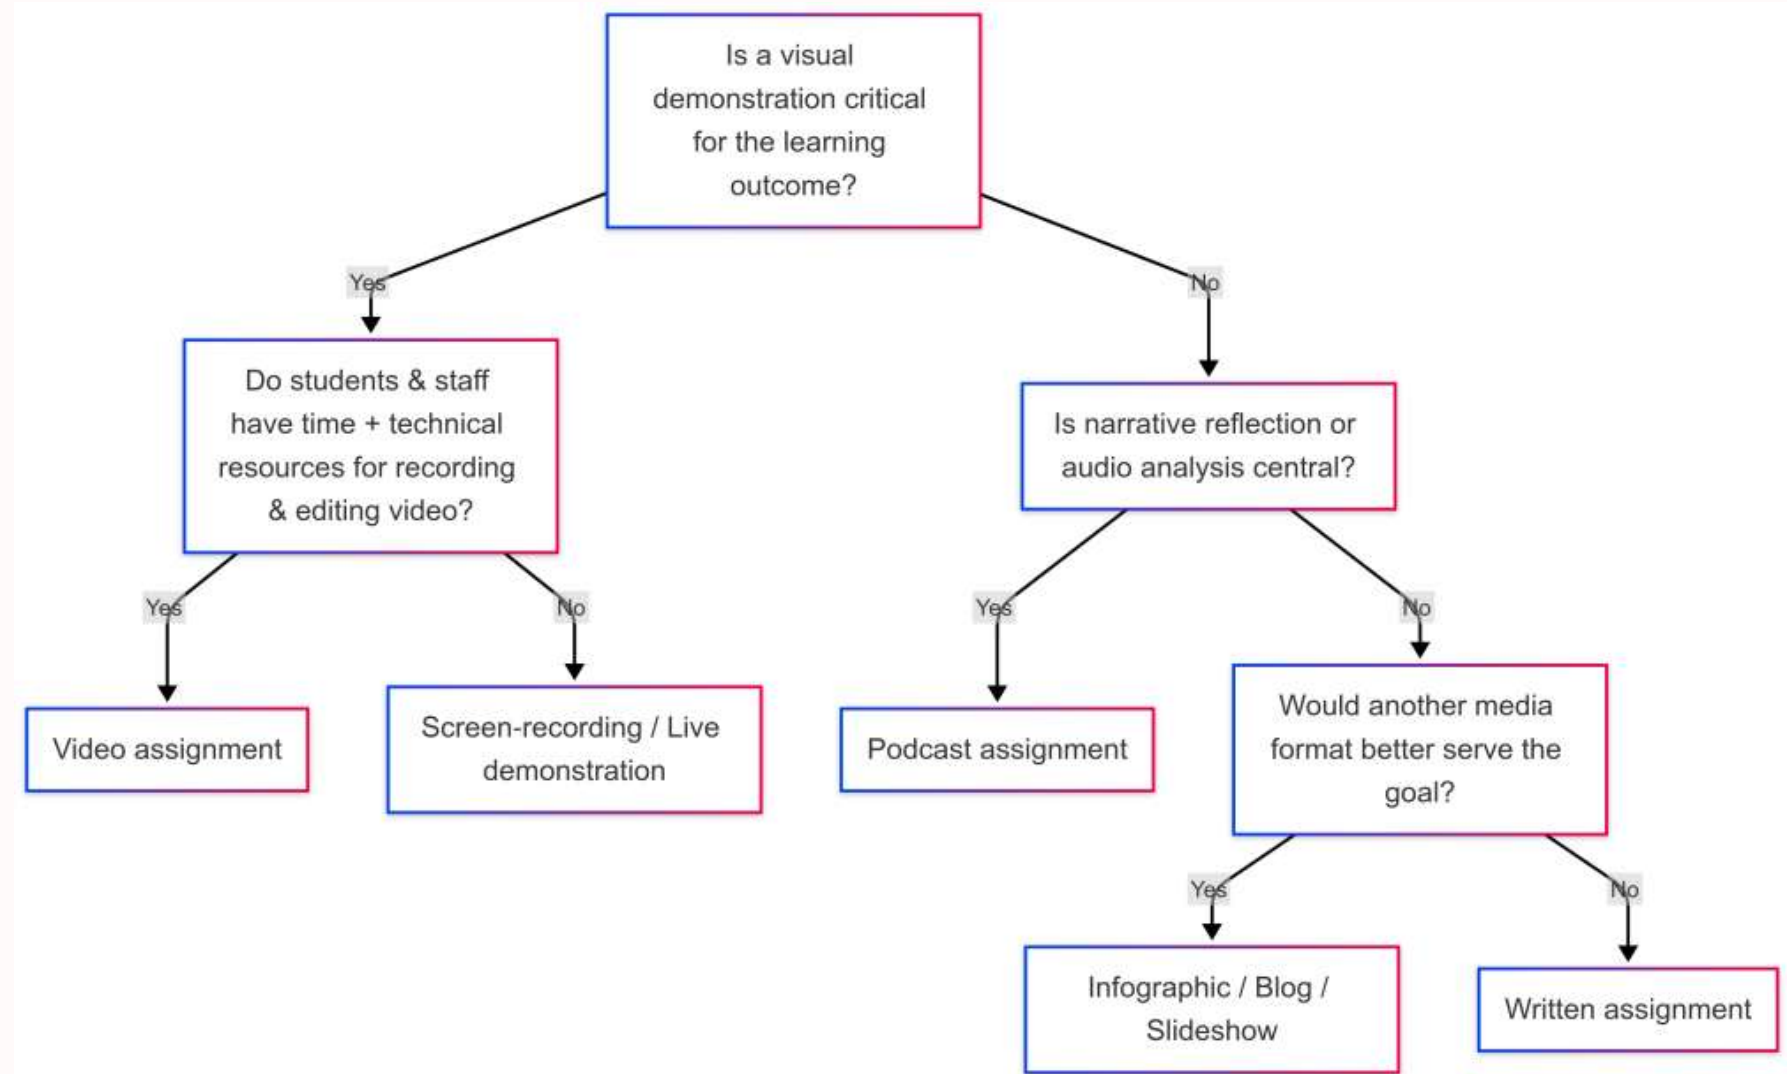 Is a visual
demonstration critical
for the learning
outcome?
Yes
No
Do students & staff
have time + technical
resources for recording
& editing video?
Is narrative reflection or
audio analysis central?
Yes
No
Yes
No
Video assignment
Screen-recording / Live
demonstration
Podcast assignment
Would another media
format better serve the
goal?
Yes
No
Infographic / Blog /
Slideshow
Written assignment